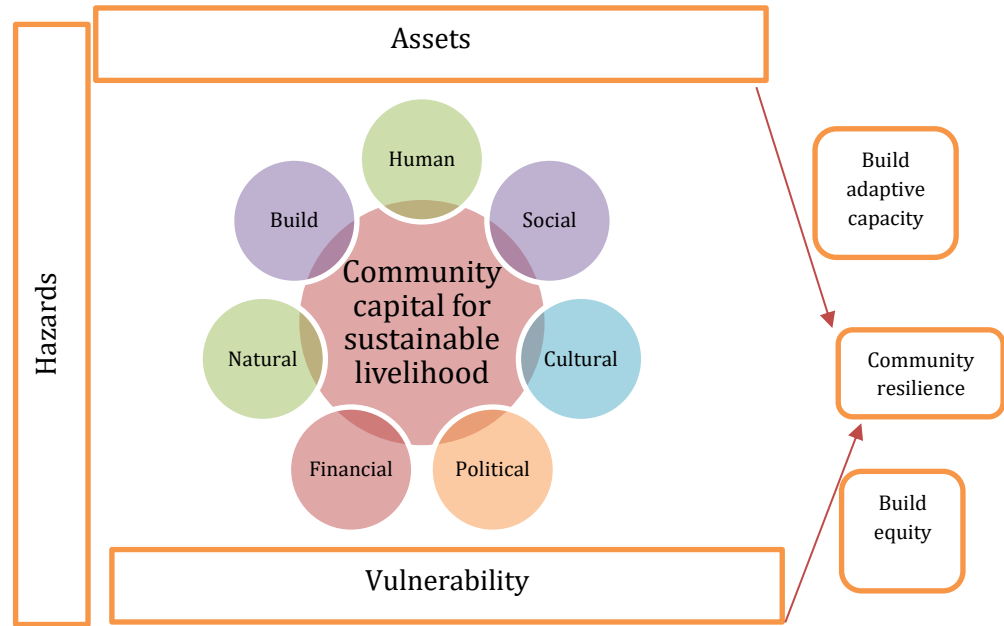 Assets
Hazards
Human
Build
Social
Community
capital for
sustainable
livelihood
Natural
Cultural
Financial
Political
Vulnerability
Build
adaptive
capacity
Community
resilience
Build
equity